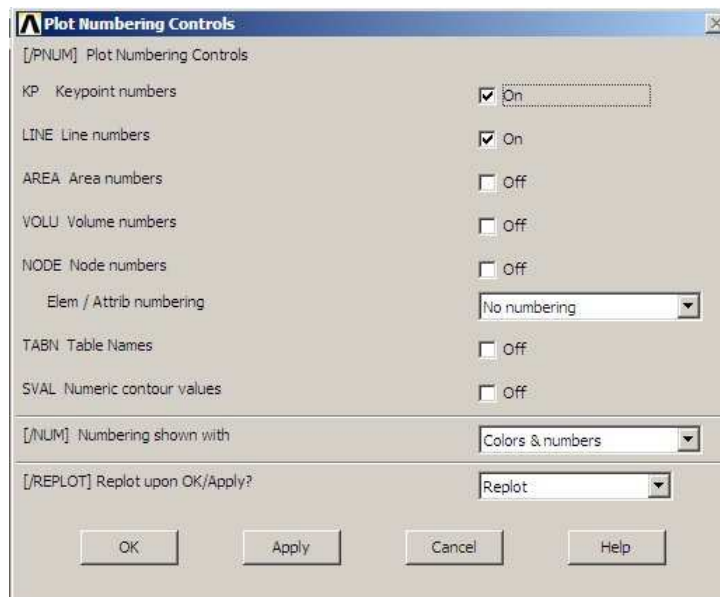 Plot Numbering Controls
[/PNUM] Plot Numbering Controls
KP Keypoint numbers On
LINE Line numbers On
AREA Area numbers Off
VOLU Volume numbers Off
NODE Node numbers Off
Elem / Attrib numbering No numbering
TABN Table Names Off
SVAL Numeric contour values Off
[/NUM] Numbering shown with Colors & numbers
[/REPLOT] Replot upon OK/Apply? Replot
OK Apply Cancel Help